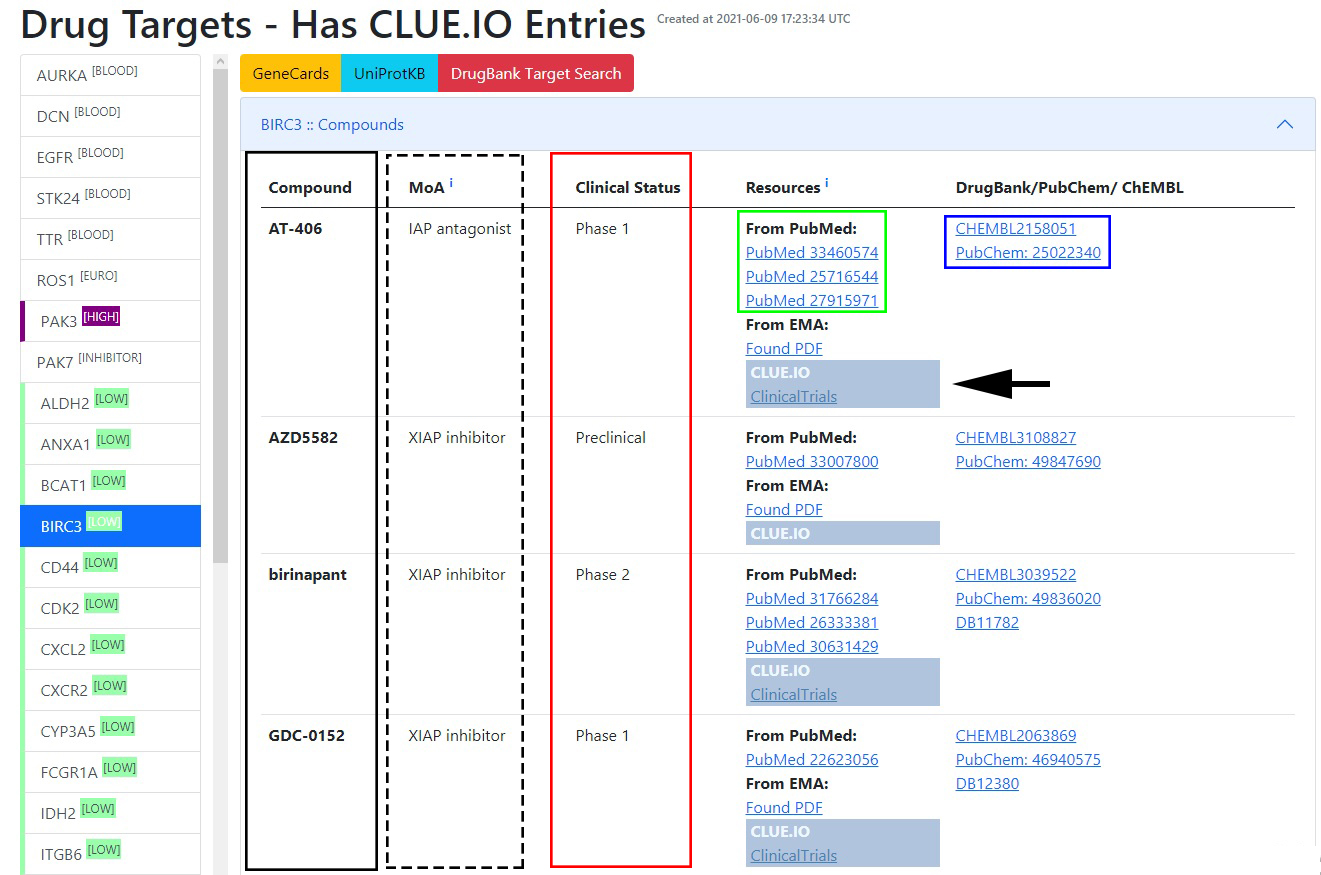 Drug Targets - Has CLUE.IO Entries Created at 2021-06-09 17:23:34 UTC
AURKA [BLOOD]
DCN [BLOOD]
EGFR [BLOOD]
STK24 [BLOOD]
TTR [BLOOD]
ROS1 [EURO]
PAK3 [HIGH]
PAK7 [INHIBITOR]
ALDH2 [LOW]
ANXA1 [LOW]
BCAT1 [LOW]
BIRC3 [LOW]
CD44 [LOW]
CDK2 [LOW]
CXCL2 [LOW]
CXCR2 [LOW]
CYP3A5 [LOW]
FCGR1A [LOW]
IDH2 [LOW]
ITGB6 [LOW]
GeneCards UniProtKB DrugBank Target Search
BIRC3 :: Compounds
Compound MoA i Clinical Status Resources i DrugBank/PubChem/ ChEMBL
AT-406 IAP antagonist Phase 1 From PubMed: CHEMBL2158051
PubMed 33460574 PubChem: 25022340
PubMed 25716544
PubMed 27915971
From EMA:
Found PDF
CLUE.IO
ClinicalTrials
AZD5582 XIAP inhibitor Preclinical From PubMed: CHEMBL3108827
PubMed 33007800 PubChem: 49847690
From EMA:
Found PDF
CLUE.IO
birinapant XIAP inhibitor Phase 2 From PubMed: CHEMBL3039522
PubMed 31766284 PubChem: 49836020
PubMed 26333381 DB11782
PubMed 30631429
CLUE.IO
ClinicalTrials
GDC-0152 XIAP inhibitor Phase 1 From PubMed: CHEMBL2063869
PubMed 22623056 PubChem: 46940575
From EMA: DB12380
Found PDF
CLUE.IO
ClinicalTrials